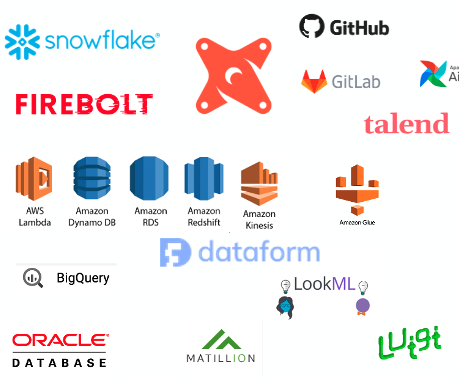 snowflake®
GitHub
GitLab
Apa
Ai
FIREBOLT
talend
AWS
Lambda
Amazon
Dynamo DB
Amazon
RDS
Amazon
Redshift
Amazon
Kinesis
Amazon Glue
dataform
BigQuery
LookML
ORACLE
DATABASE
MATILLION
Luigi